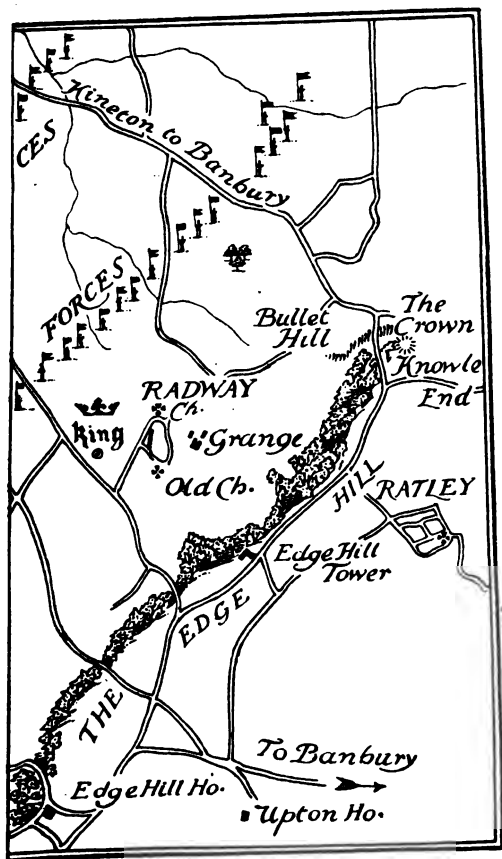 Kineton to Banbury
CES
FORCES
Bullet
Hill
The
Crown
Knowle
End
RADWAY
Ch.
King
Grange
Old Ch.
RATLEY
Edge Hill
Tower
THE EDGE HILL
To Banbury
Edge Hill Ho.
Upton Ho.